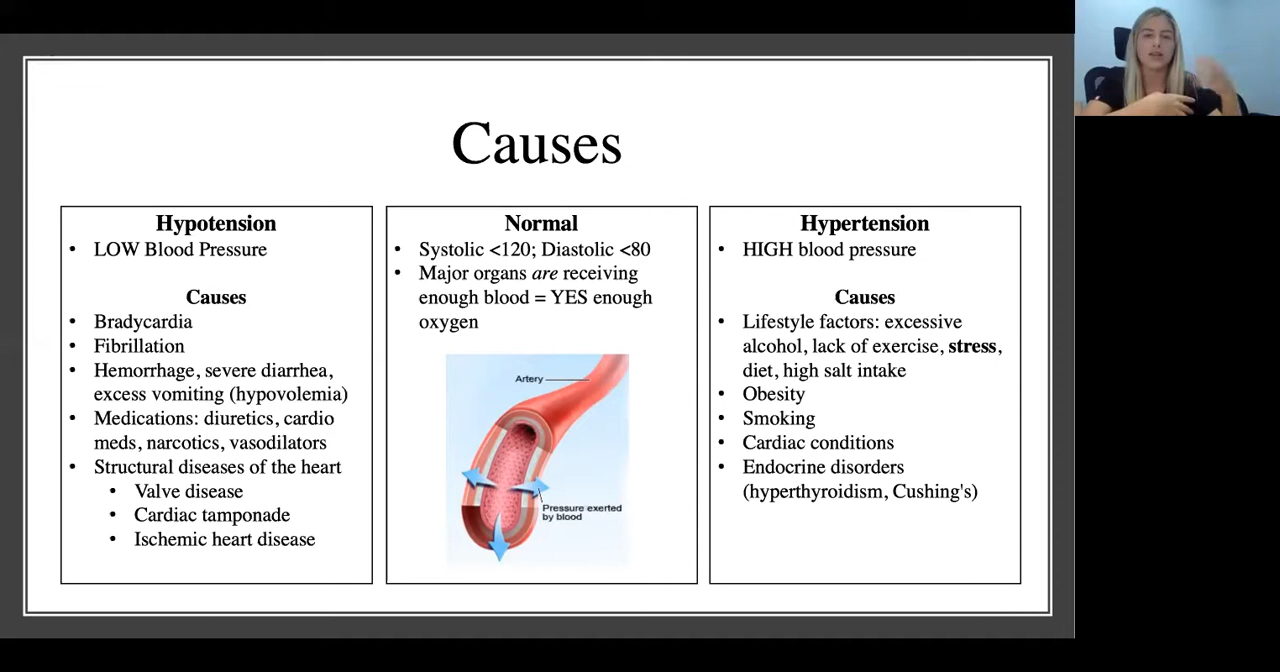 Causes
Hypotension
• LOW Blood Pressure
Causes
• Bradycardia
• Fibrillation
• Hemorrhage, severe diarrhea,
excess vomiting (hypovolemia)
• Medications: diuretics, cardio
meds, narcotics, vasodilators
• Structural diseases of the heart
• Valve disease
• Cardiac tamponade
• Ischemic heart disease
Normal
• Systolic <120; Diastolic <80
• Major organs are receiving
enough blood = YES enough
oxygen
Artery
Pressure exerted
by blood
Hypertension
• HIGH blood pressure
Causes
• Lifestyle factors: excessive
alcohol, lack of exercise, stress,
diet, high salt intake
• Obesity
• Smoking
• Cardiac conditions
• Endocrine disorders
(hyperthyroidism, Cushing's)